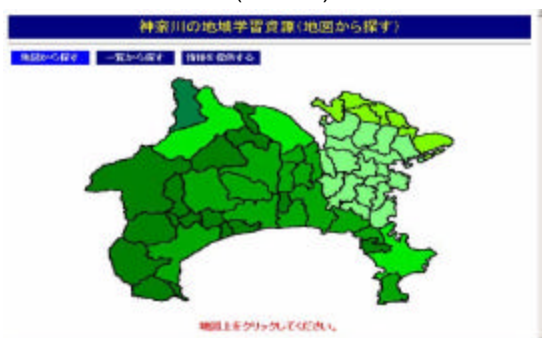 神奈川の地域学習資源(地図から探す)
地図から探す 一覧から探す 情報を提供する
地図上をクリックしてください。